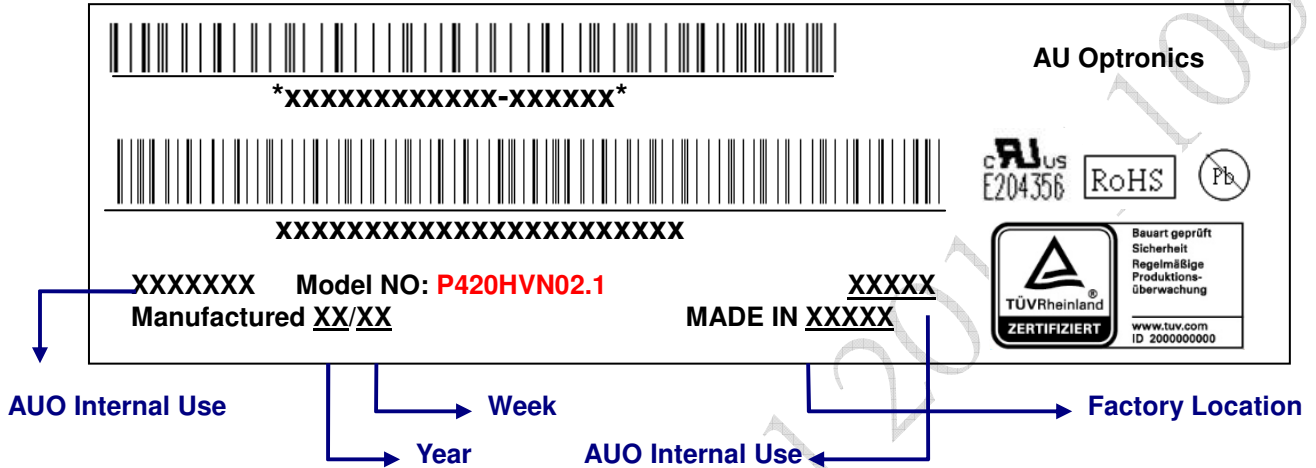 AU Optronics
*xxxxxxxxxxxx-xxxxxx*
c RU us
E204356
RoHS
Pb
xxxxxxxxxxxxxxxxxxxxxxx
TÜVRheinland®
ZERTIFIZIERT
Bauart geprüft
Sicherheit
Regelmäßige
Produktions-
überwachung
www.tuv.com
ID 2000000000
XXXXXXX Model NO: P420HVN02.1 XXXXX
Manufactured XX/XX MADE IN XXXXX
AUO Internal Use
Week
Factory Location
Year
AUO Internal Use